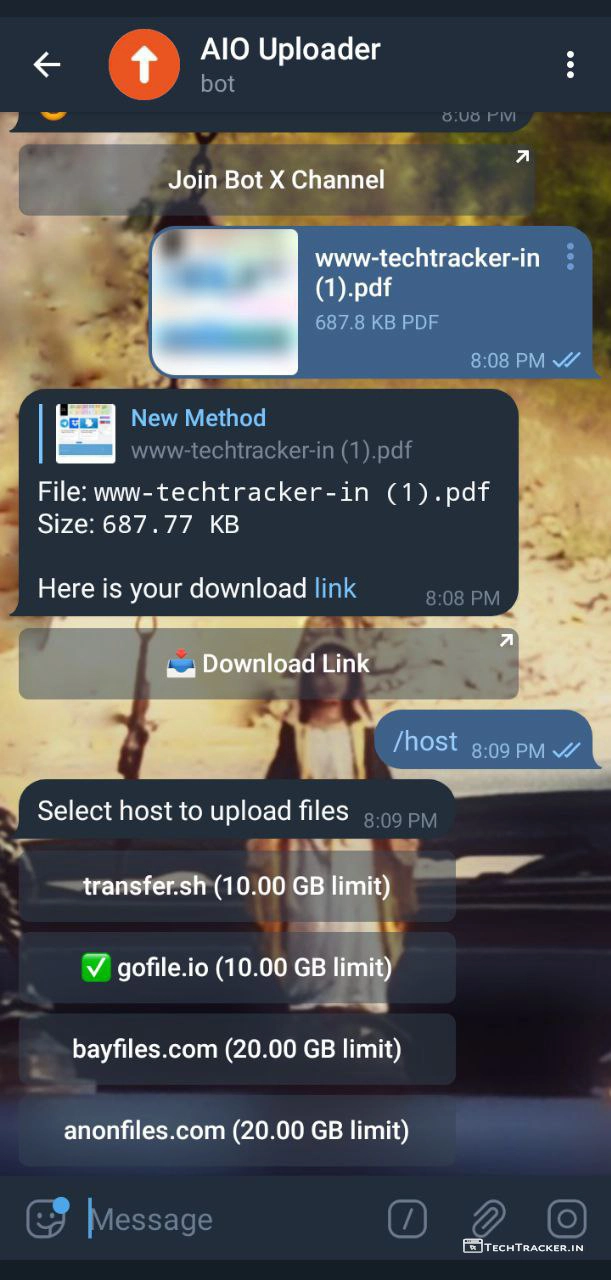 AIO Uploader
bot
8:08 PM
Join Bot X Channel
www-techtracker-in
(1).pdf
687.8 KB PDF
8:08 PM
New Method
www-techtracker-in (1).pdf
File: www-techtracker-in (1).pdf
Size: 687.77 KB
Here is your download link
8:08 PM
Download Link
/host 8:09 PM
Select host to upload files 8:09 PM
transfer.sh (10.00 GB limit)
gofile.io (10.00 GB limit)
bayfiles.com (20.00 GB limit)
anonfiles.com (20.00 GB limit)
Message
TECHTRACKER.IN